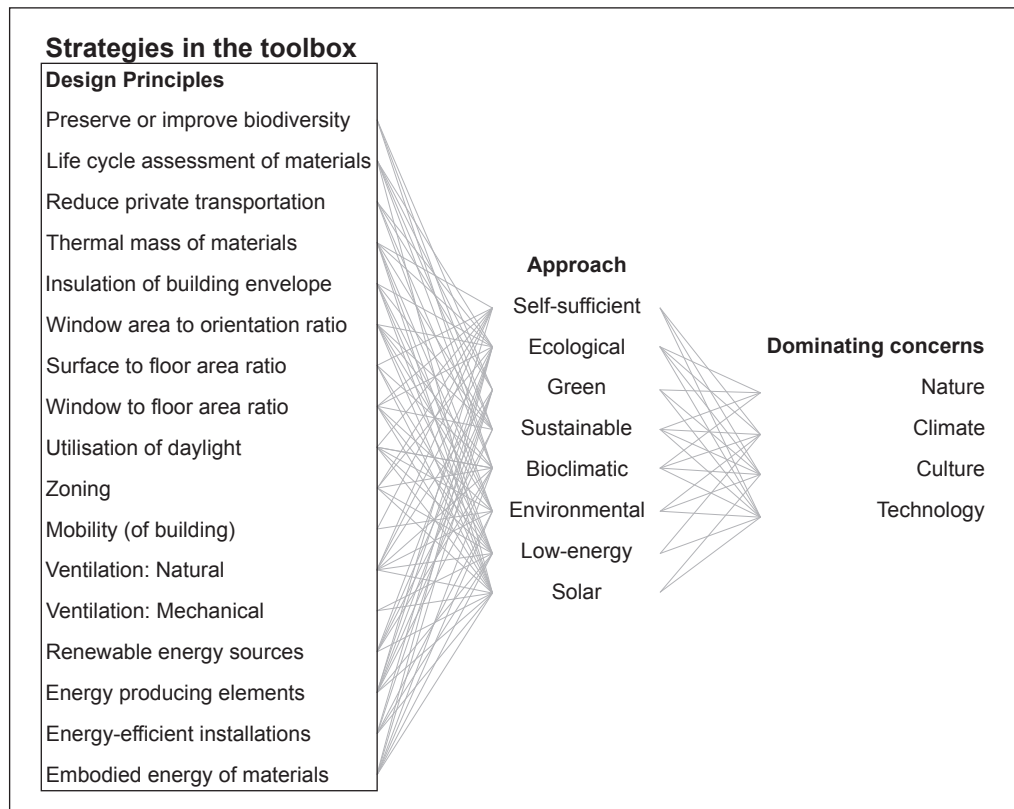 Strategies in the toolbox
Design Principles
Preserve or improve biodiversity
Life cycle assessment of materials
Reduce private transportation
Thermal mass of materials
Insulation of building envelope
Window area to orientation ratio
Surface to floor area ratio
Window to floor area ratio
Utilisation of daylight
Zoning
Mobility (of building)
Ventilation: Natural
Ventilation: Mechanical
Renewable energy sources
Energy producing elements
Energy-efficient installations
Embodied energy of materials
Approach
Self-sufficient
Ecological
Green
Sustainable
Bioclimatic
Environmental
Low-energy
Solar
Dominating concerns
Nature
Climate
Culture
Technology